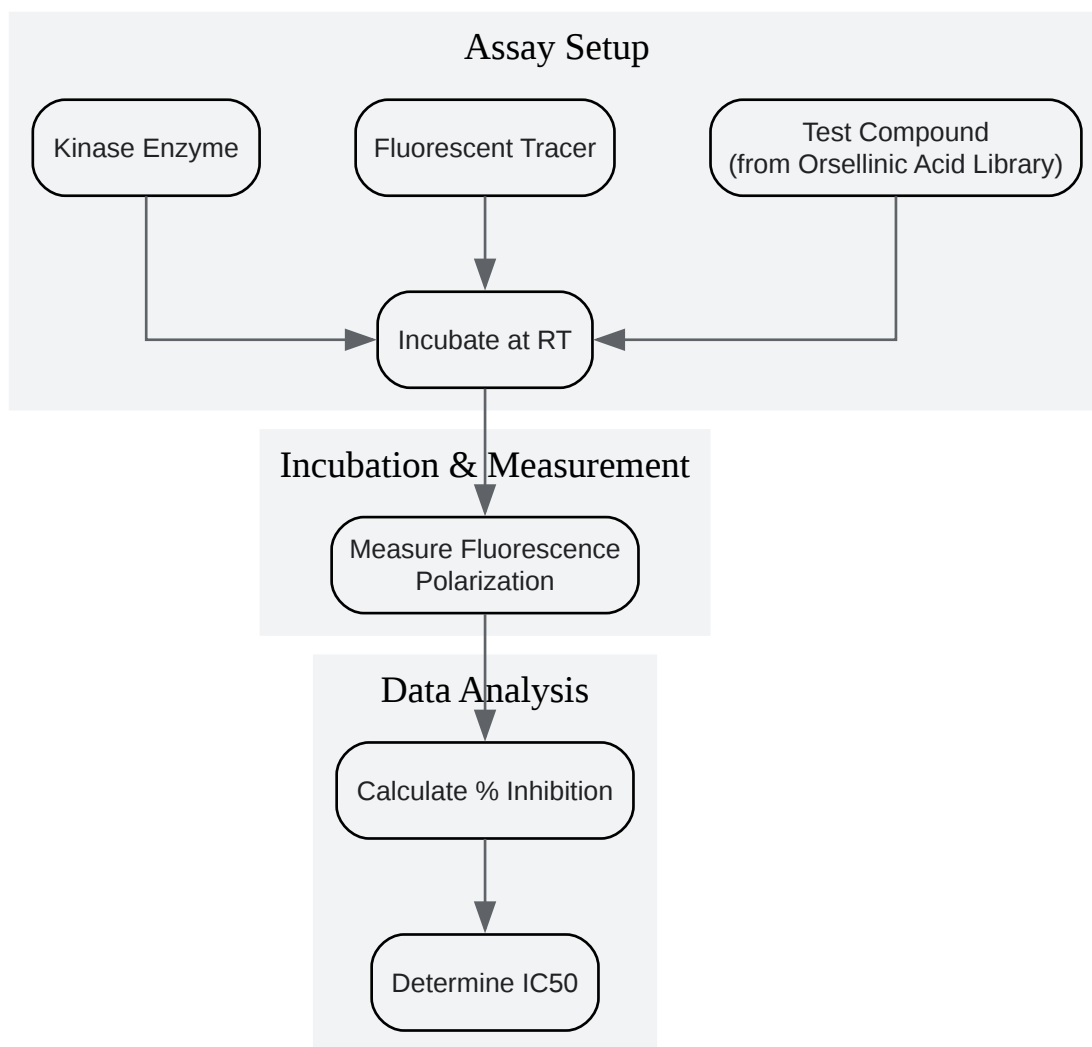 Assay Setup
Kinase Enzyme
Fluorescent Tracer
Test Compound
(from Orsellinic Acid Library)
Incubate at RT
Incubation & Measurement
Measure Fluorescence
Polarization
Data Analysis
Calculate % Inhibition
Determine IC50